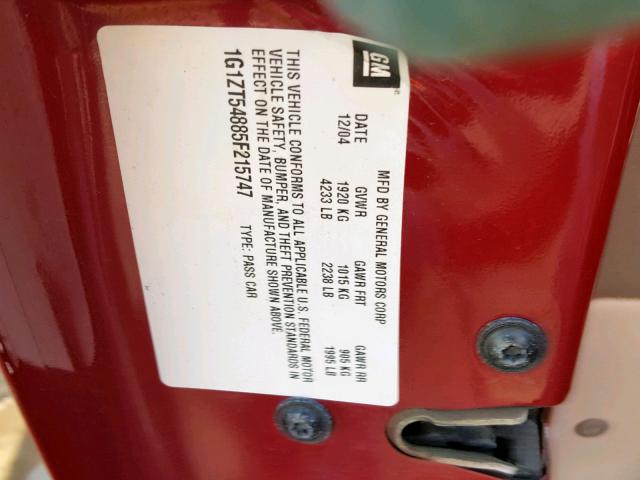 GM
MFD BY GENERAL MOTORS CORP
DATE GVWR GAWR FRT GAWR RR
12/04 1920 KG 1015 KG 905 KG
4233 LB 2238 LB 1995 LB
THIS VEHICLE CONFORMS TO ALL APPLICABLE U.S. FEDERAL MOTOR
VEHICLE SAFETY, BUMPER, AND THEFT PREVENTION STANDARDS IN
EFFECT ON THE DATE OF MANUFACTURE SHOWN ABOVE.
1G1ZT54885F215747 TYPE: PASS CAR